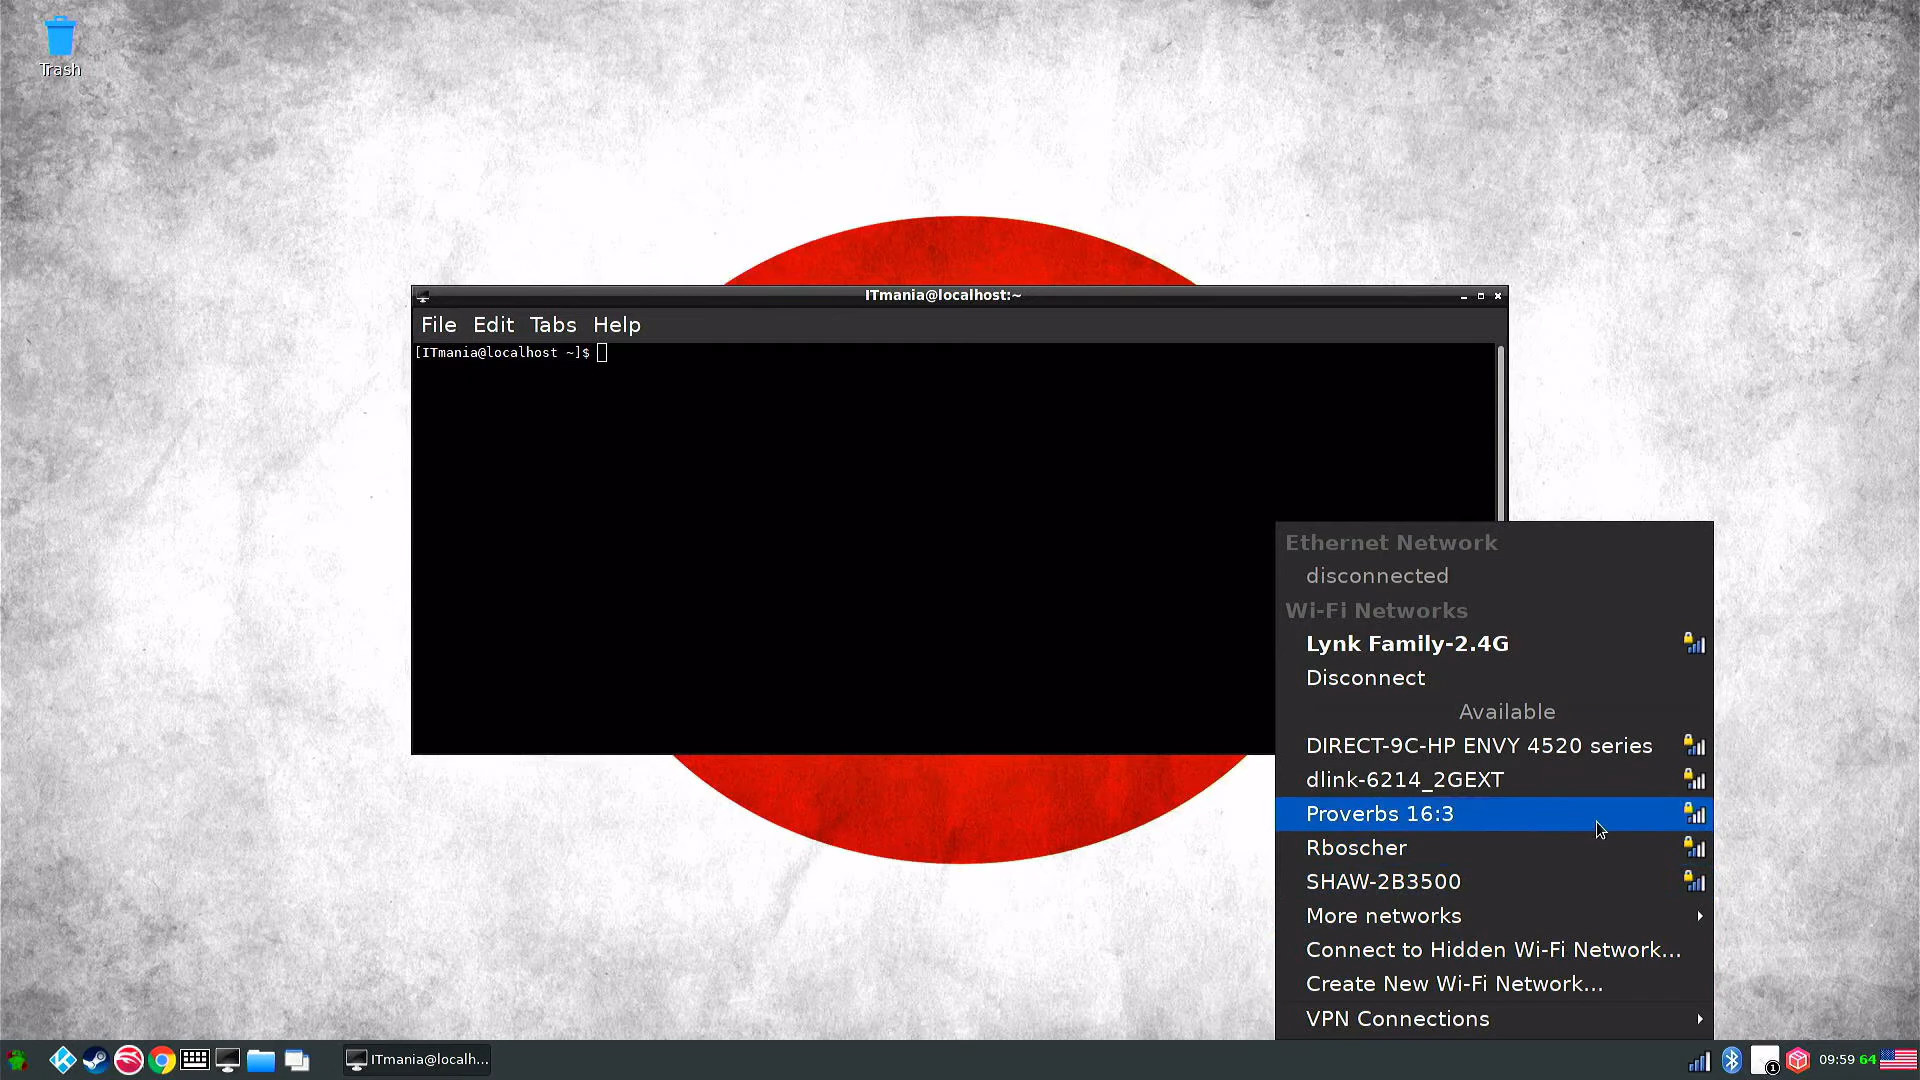 Trash
ITmania@localhost:~
File Edit Tabs Help
[ITmania@localhost ~]$
Ethernet Network
disconnected
Wi-Fi Networks
Lynk Family-2.4G
Disconnect
Available
DIRECT-9C-HP ENVY 4520 series
dlink-6214_2GEXT
Proverbs 16:3
Rboscher
SHAW-2B3500
More networks
Connect to Hidden Wi-Fi Network...
Create New Wi-Fi Network...
VPN Connections
ITmania@localh...
1
09:59 64